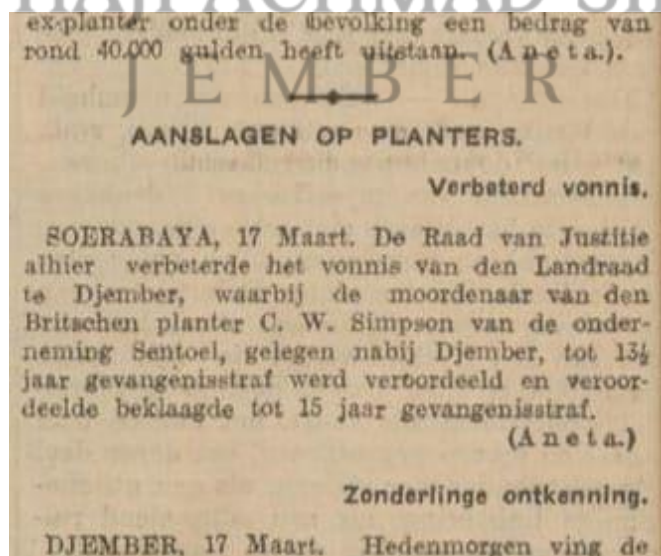 HAJI ACHMAD SI
ex-planter onder de bevolking een bedrag van
rond 40.000 gulden heeft uitstaan. (Aneta.).
JEMBER
AANSLAGEN OP PLANTERS.
Verbeterd vonnis.
SOERABAYA, 17 Maart. De Raad van Justitie
alhier verbeterde het vonnis van den Landraad
te Djember, waarbij de moordenaar van den
Britschen planter C. W. Simpson van de onder-
neming Sentoel, gelegen nabij Djember, tot 13½
jaar gevangenisstraf werd veroordeeld en veroor-
deelde beklaagde tot 15 jaar gevangenisstraf.
(Aneta.)
Zonderlinge ontkenning.
DJEMBER, 17 Maart. Hedenmorgen ving de